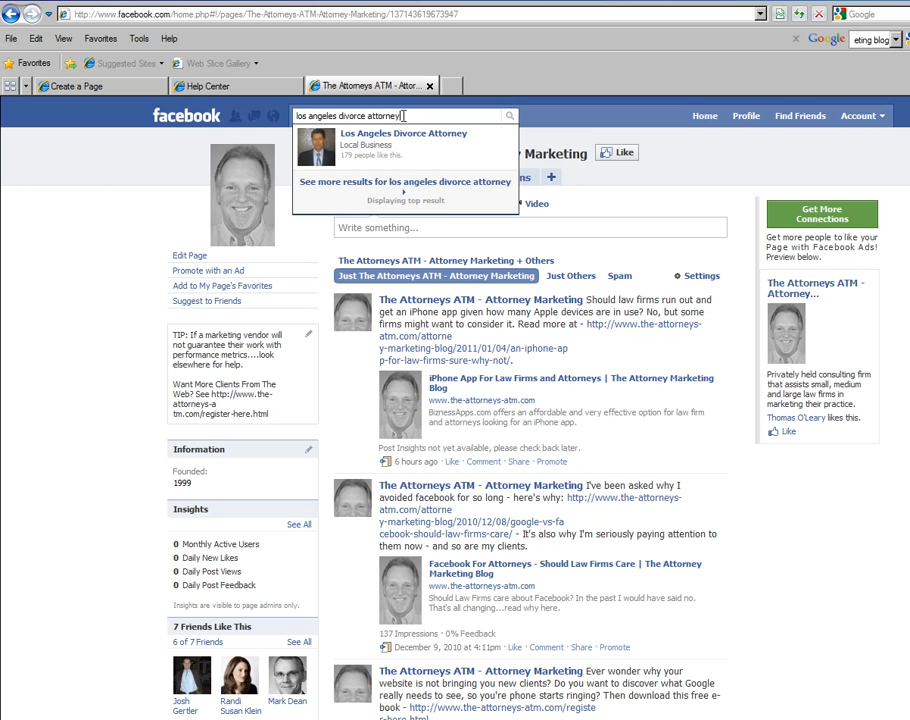 http://www.facebook.com/home.php#!/pages/The-Attorneys-ATM-Attorney-Marketing/137143619673947
Google
File Edit View Favorites Tools Help
x Google eting blog
Favorites Suggested Sites Web Slice Gallery
Create a Page Help Center The Attorneys ATM - Attor...
facebook los angeles divorce attorney Home Profile Find Friends Account
Los Angeles Divorce Attorney
Local Business
179 people like this.
See more results for los angeles divorce attorney
Displaying top result
Marketing Like
ns +
Video
Write something...
Edit Page
Promote with an Ad
Add to My Page's Favorites
Suggest to Friends
TIP: If a marketing vendor will
not guarantee their work with
performance metrics....look
elsewhere for help.
Want More Clients From The
Web? See http://www.the-
attorneys-a
tm.com/register-here.html
Information
Founded:
1999
Insights
See All
0 Monthly Active Users
0 Daily New Likes
0 Daily Post Views
0 Daily Post Feedback
Insights are visible to page admins only.
7 Friends Like This
6 of 7 Friends See All
Josh
Gertler
Randi
Susan Klein
Mark Dean
The Attorneys ATM - Attorney Marketing + Others
Just The Attorneys ATM - Attorney Marketing Just Others Spam Settings
The Attorneys ATM - Attorney Marketing Should law firms run out and
get an iPhone app given how many Apple devices are in use? No, but some
firms might want to consider it. Read more at - http://www.the-attorneys-
atm.com/attorne
y-marketing-blog/2011/01/04/an-iphone-ap
p-for-law-firms-sure-why-not/.
iPhone App For Law Firms and Attorneys | The Attorney Marketing
Blog
www.the-attorneys-atm.com
BiznessApps.com offers an affordable and very effective option for law firm
and attorneys looking for an iPhone app.
Post Insights not yet available, please check back later.
6 hours ago · Like · Comment · Share · Promote
The Attorneys ATM - Attorney Marketing I've been asked why I
avoided facebook for so long - here's why: http://www.the-attorneys-
atm.com/attorne
y-marketing-blog/2010/12/08/google-vs-fa
cebook-should-law-firms-care/ - It's also why I'm seriously paying attention to
them now - and so are my clients.
Facebook For Attorneys - Should Law Firms Care | The Attorney
Marketing Blog
www.the-attorneys-atm.com
Should Law Firms care about Facebook? In the past I would have said no.
That's all changing...read why here.
137 Impressions · 0% Feedback
December 9, 2010 at 4:11pm · Like · Comment · Share · Promote
The Attorneys ATM - Attorney Marketing Ever wonder why your
website is not bringing you new clients? Do you want to discover what Google
really needs to see, so you're phone starts ringing? Then download this free e-
book - http://www.the-attorneys-atm.com/registe
r-here.html
Get More
Connections
Get more people to like your
Page with Facebook Ads!
Preview below.
The Attorneys ATM -
Attorney...
Privately held consulting firm
that assists small, medium
and large law firms in
marketing their practice.
Thomas O'Leary likes this.
Like